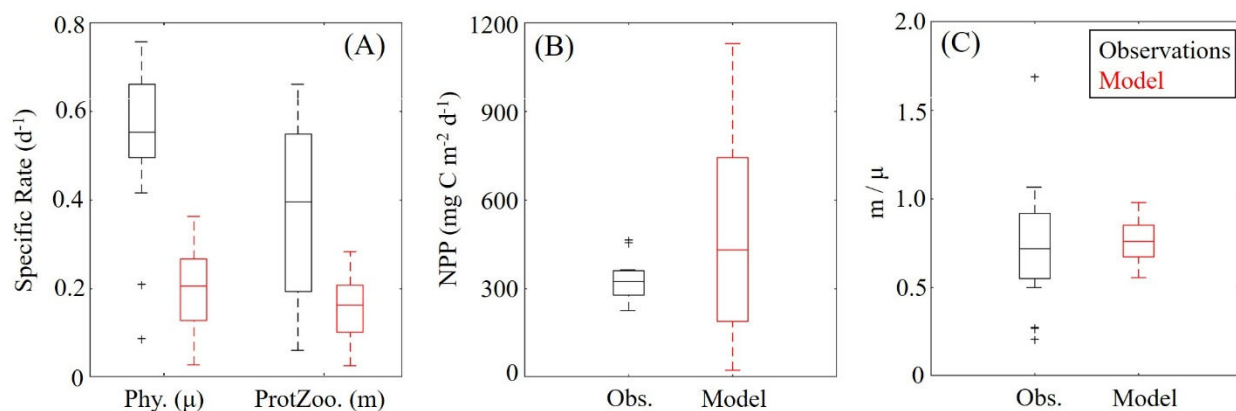 (A)
Specific Rate (d⁻¹)
0.8
0.6
0.4
0.2
0
Phy. (μ)
ProtZoo. (m)
(B)
NPP (mg C m⁻² d⁻¹)
1200
900
600
300
0
Obs.
Model
(C)
m / μ
2.0
1.5
1.0
0.5
0
Obs.
Model
Observations
Model